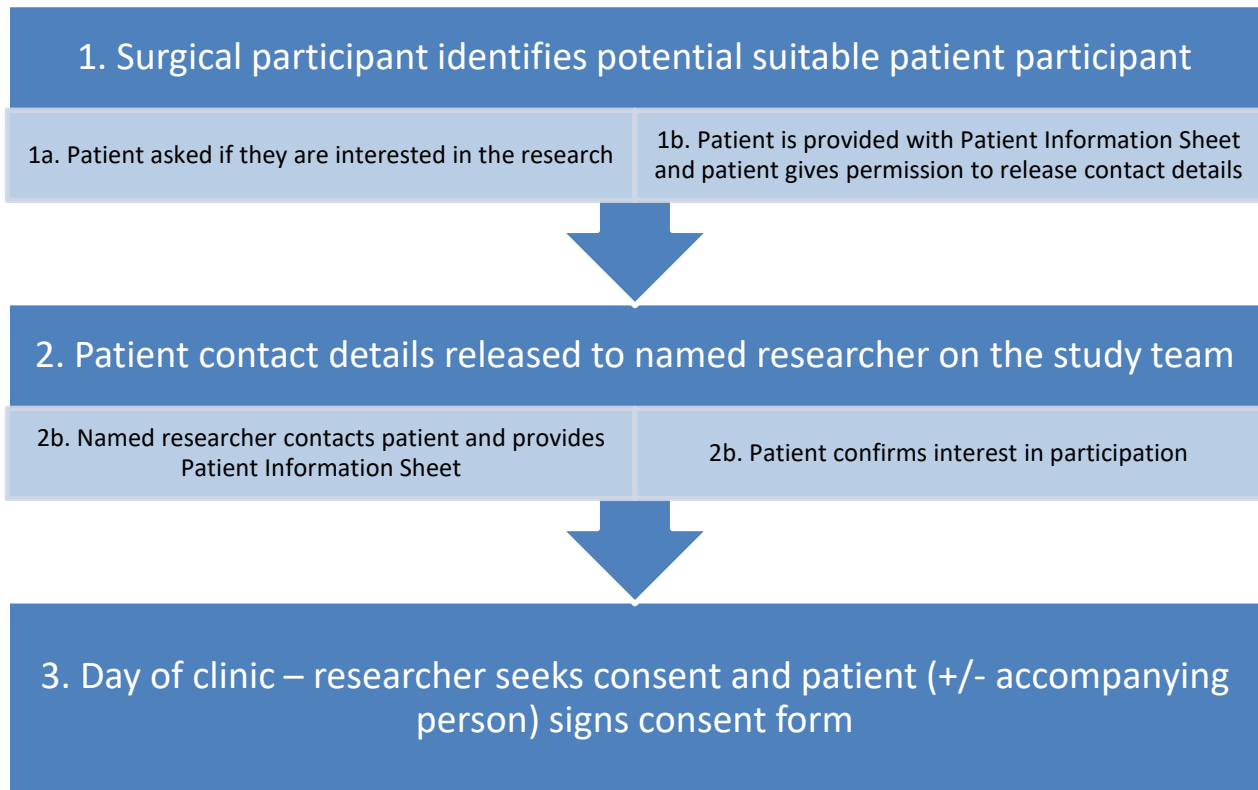 1. Surgical participant identifies potential suitable patient participant
1a. Patient asked if they are interested in the research
1b. Patient is provided with Patient Information Sheet
and patient gives permission to release contact details
2. Patient contact details released to named researcher on the study team
2b. Named researcher contacts patient and provides
Patient Information Sheet
2b. Patient confirms interest in participation
3. Day of clinic – researcher seeks consent and patient (+/- accompanying
person) signs consent form